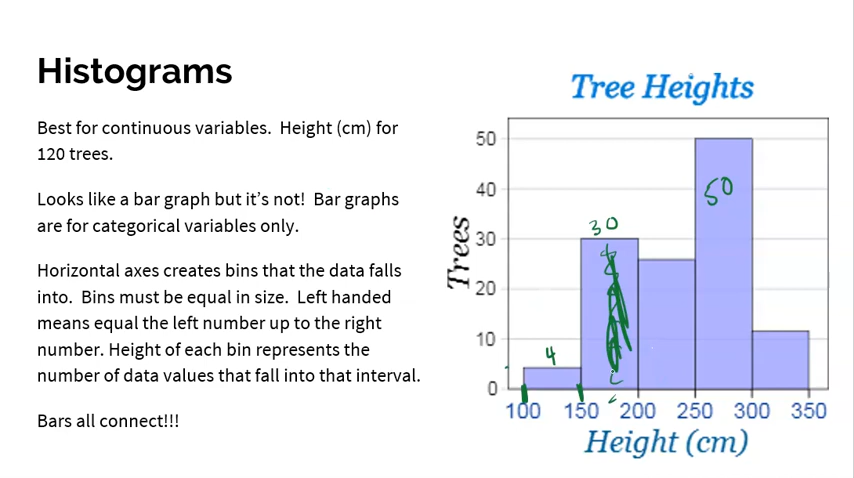 Histograms
Best for continuous variables.  Height (cm) for
120 trees.
Looks like a bar graph but it’s not!  Bar graphs
are for categorical variables only.
Horizontal axes creates bins that the data falls
into.  Bins must be equal in size.  Left handed
means equal the left number up to the right
number. Height of each bin represents the
number of data values that fall into that interval.
Bars all connect!!!
Tree Heights
Trees
50
40
30
20
10
0
4
30
50
100 150 200 250 300 350
Height (cm)